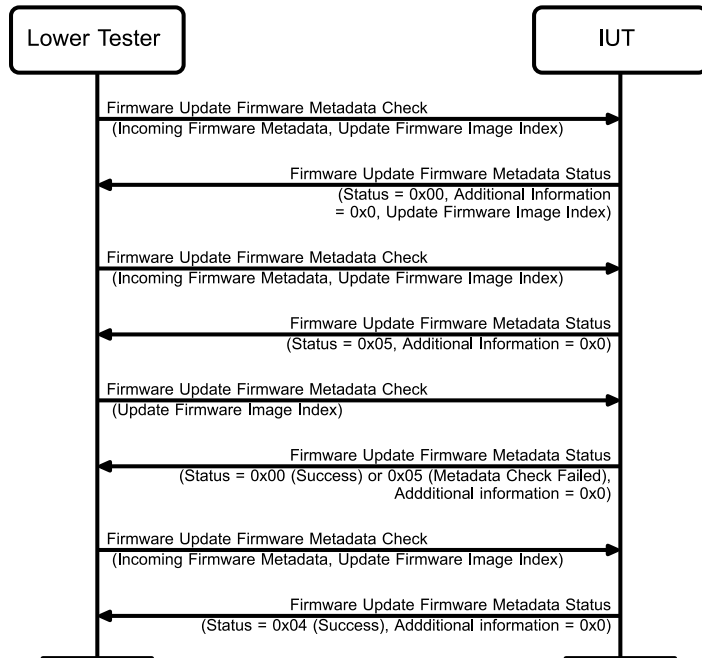 Lower Tester
IUT
Firmware Update Firmware Metadata Check
(Incoming Firmware Metadata, Update Firmware Image Index)
Firmware Update Firmware Metadata Status
(Status = 0x00, Additional Information
= 0x0, Update Firmware Image Index)
Firmware Update Firmware Metadata Check
(Incoming Firmware Metadata, Update Firmware Image Index)
Firmware Update Firmware Metadata Status
(Status = 0x05, Additional Information = 0x0)
Firmware Update Firmware Metadata Check
(Update Firmware Image Index)
Firmware Update Firmware Metadata Status
(Status = 0x00 (Success) or 0x05 (Metadata Check Failed),
Addditional information = 0x0)
Firmware Update Firmware Metadata Check
(Incoming Firmware Metadata, Update Firmware Image Index)
Firmware Update Firmware Metadata Status
(Status = 0x04 (Success), Addditional information = 0x0)